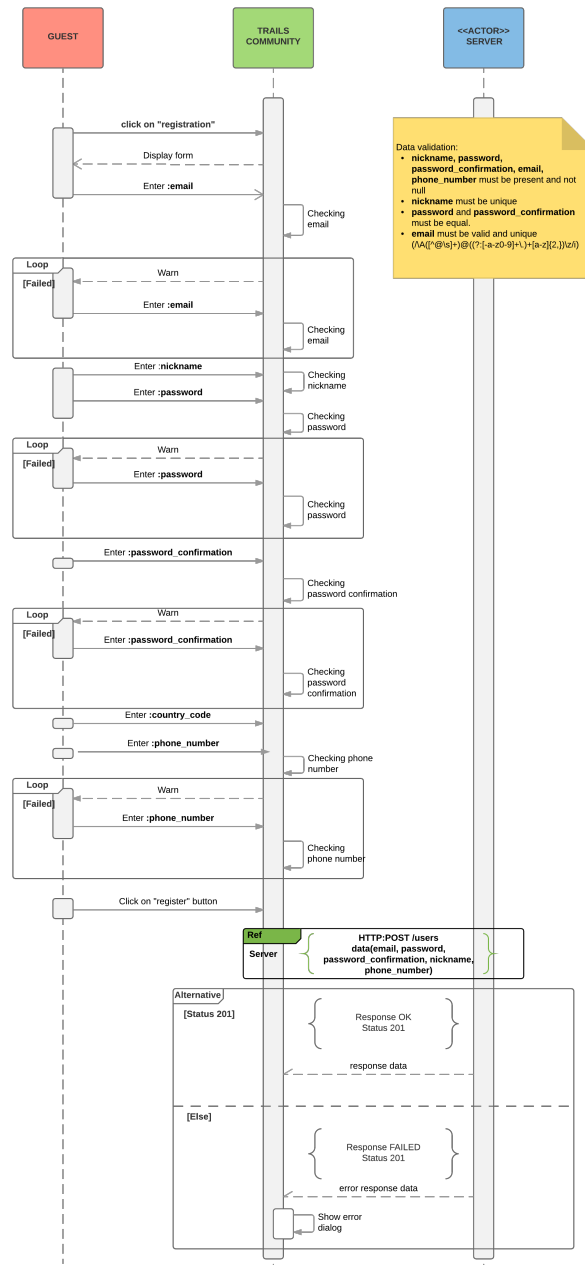 GUEST
TRAILS
COMMUNITY
<<ACTOR>>
SERVER
click on "registration"
Display form
Enter :email
Checking
email
Data validation:
• nickname, password,
password_confirmation, email,
phone_number must be present and not
null
• nickname must be unique
• password and password_confirmation
must be equal.
• email must be valid and unique
(/\A([^@\s]+)@((?:[-a-z0-9]+\.)+[a-z]{2,})\z/i)
Loop
[Failed]
Warn
Enter :email
Checking
email
Enter :nickname
Checking
nickname
Enter :password
Checking
password
Loop
[Failed]
Warn
Enter :password
Checking
password
Enter :password_confirmation
Checking
password confirmation
Loop
[Failed]
Warn
Enter :password_confirmation
Checking
password
confirmation
Enter :country_code
Enter :phone_number
Checking phone
number
Loop
[Failed]
Warn
Enter :phone_number
Checking
phone number
Click on "register" button
Ref
Server
HTTP:POST /users
data(email, password,
password_confirmation, nickname,
phone_number)
Alternative
[Status 201]
Response OK
Status 201
response data
[Else]
Response FAILED
Status 201
error response data
Show error
dialog